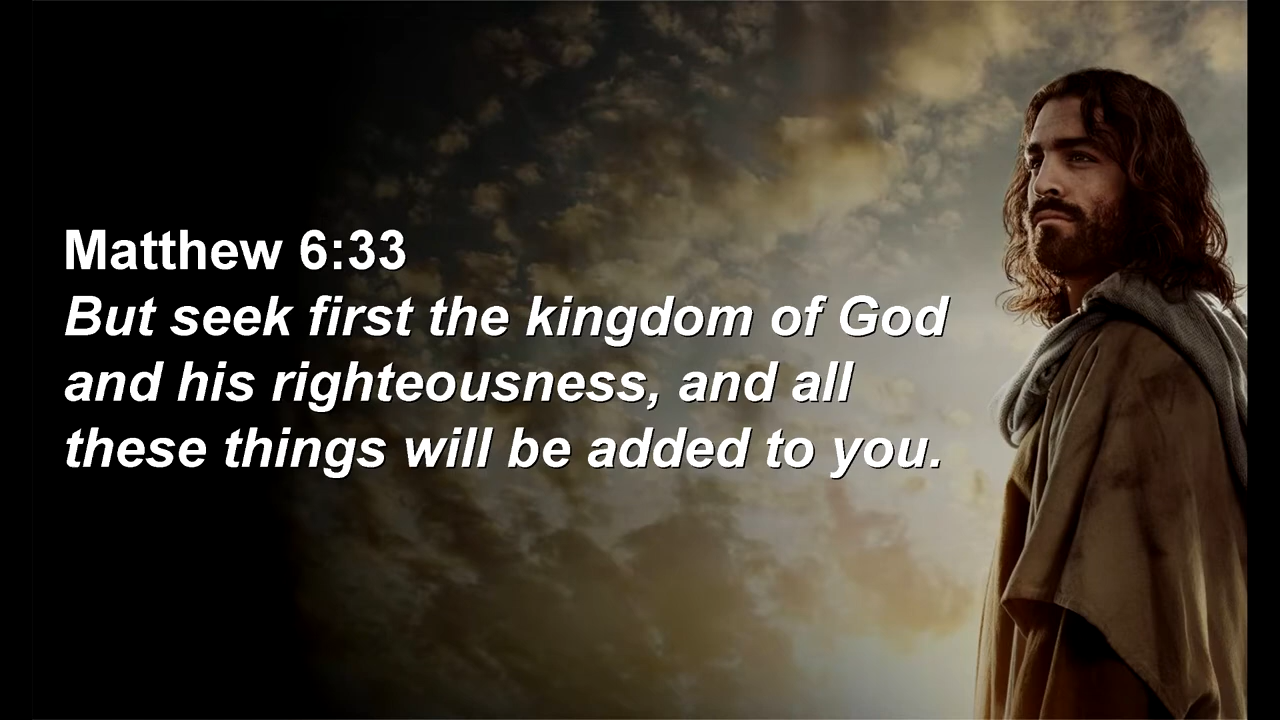 Matthew 6:33
But seek first the kingdom of God
and his righteousness, and all
these things will be added to you.